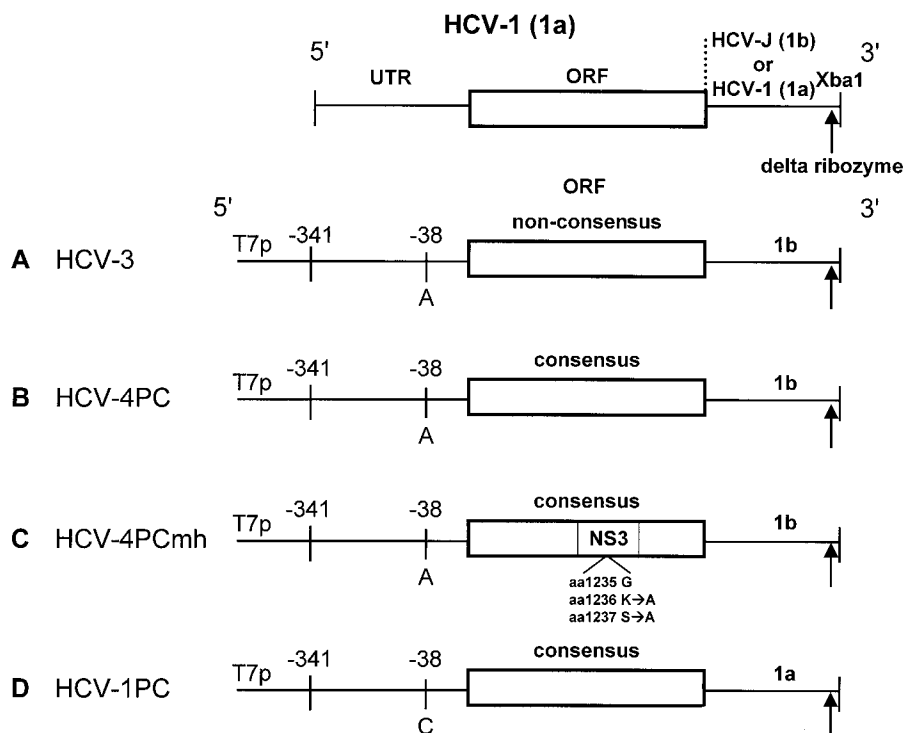 HCV-1 (1a)
5'
UTR
ORF
HCV-J (1b)
or
HCV-1 (1a)
Xba1
3'
delta ribozyme
5'
ORF
3'
A HCV-3
T7p
-341
-38
A
non-consensus
1b
B HCV-4PC
T7p
-341
-38
A
consensus
1b
C HCV-4PCmh
T7p
-341
-38
A
consensus
NS3
1b
aa1235 G
aa1236 K→A
aa1237 S→A
D HCV-1PC
T7p
-341
-38
C
consensus
1a